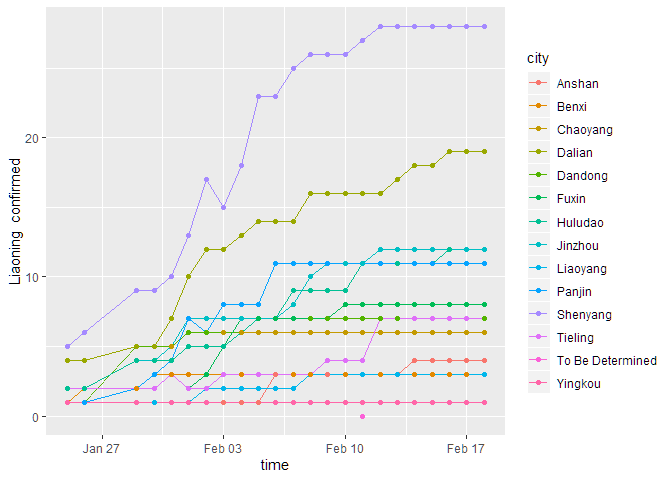 Liaoning confirmed
20
10
0
Jan 27
Feb 03
Feb 10
Feb 17
time
city
Anshan
Benxi
Chaoyang
Dalian
Dandong
Fuxin
Huludao
Jinzhou
Liaoyang
Panjin
Shenyang
Tieling
To Be Determined
Yingkou